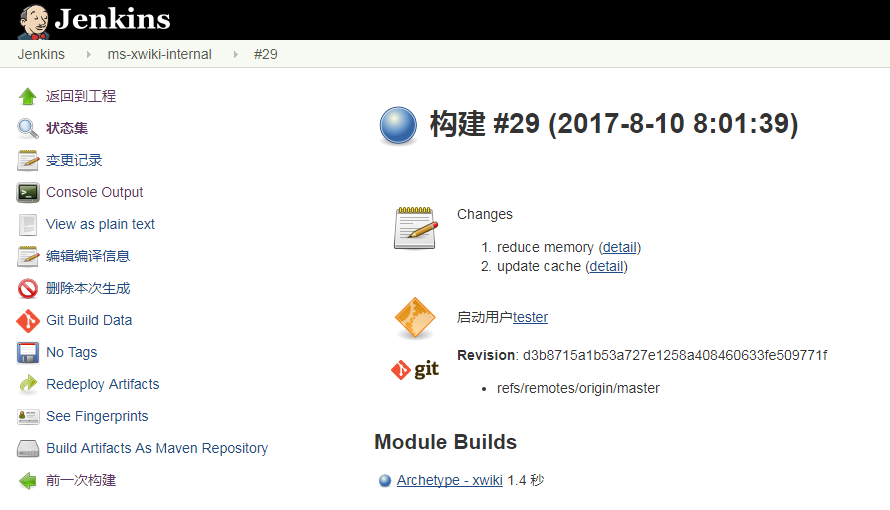 Jenkins
Jenkins ms-xwiki-internal #29
返回到工程
状态集
变更记录
Console Output
View as plain text
编辑编译信息
删除本次生成
Git Build Data
No Tags
Redeploy Artifacts
See Fingerprints
Build Artifacts As Maven Repository
前一次构建
构建 #29 (2017-8-10 8:01:39)
Changes
1. reduce memory (detail)
2. update cache (detail)
启动用户tester
git
Revision: d3b8715a1b53a727e1258a408460633fe509771f
• refs/remotes/origin/master
Module Builds
Archetype - xwiki 1.4 秒